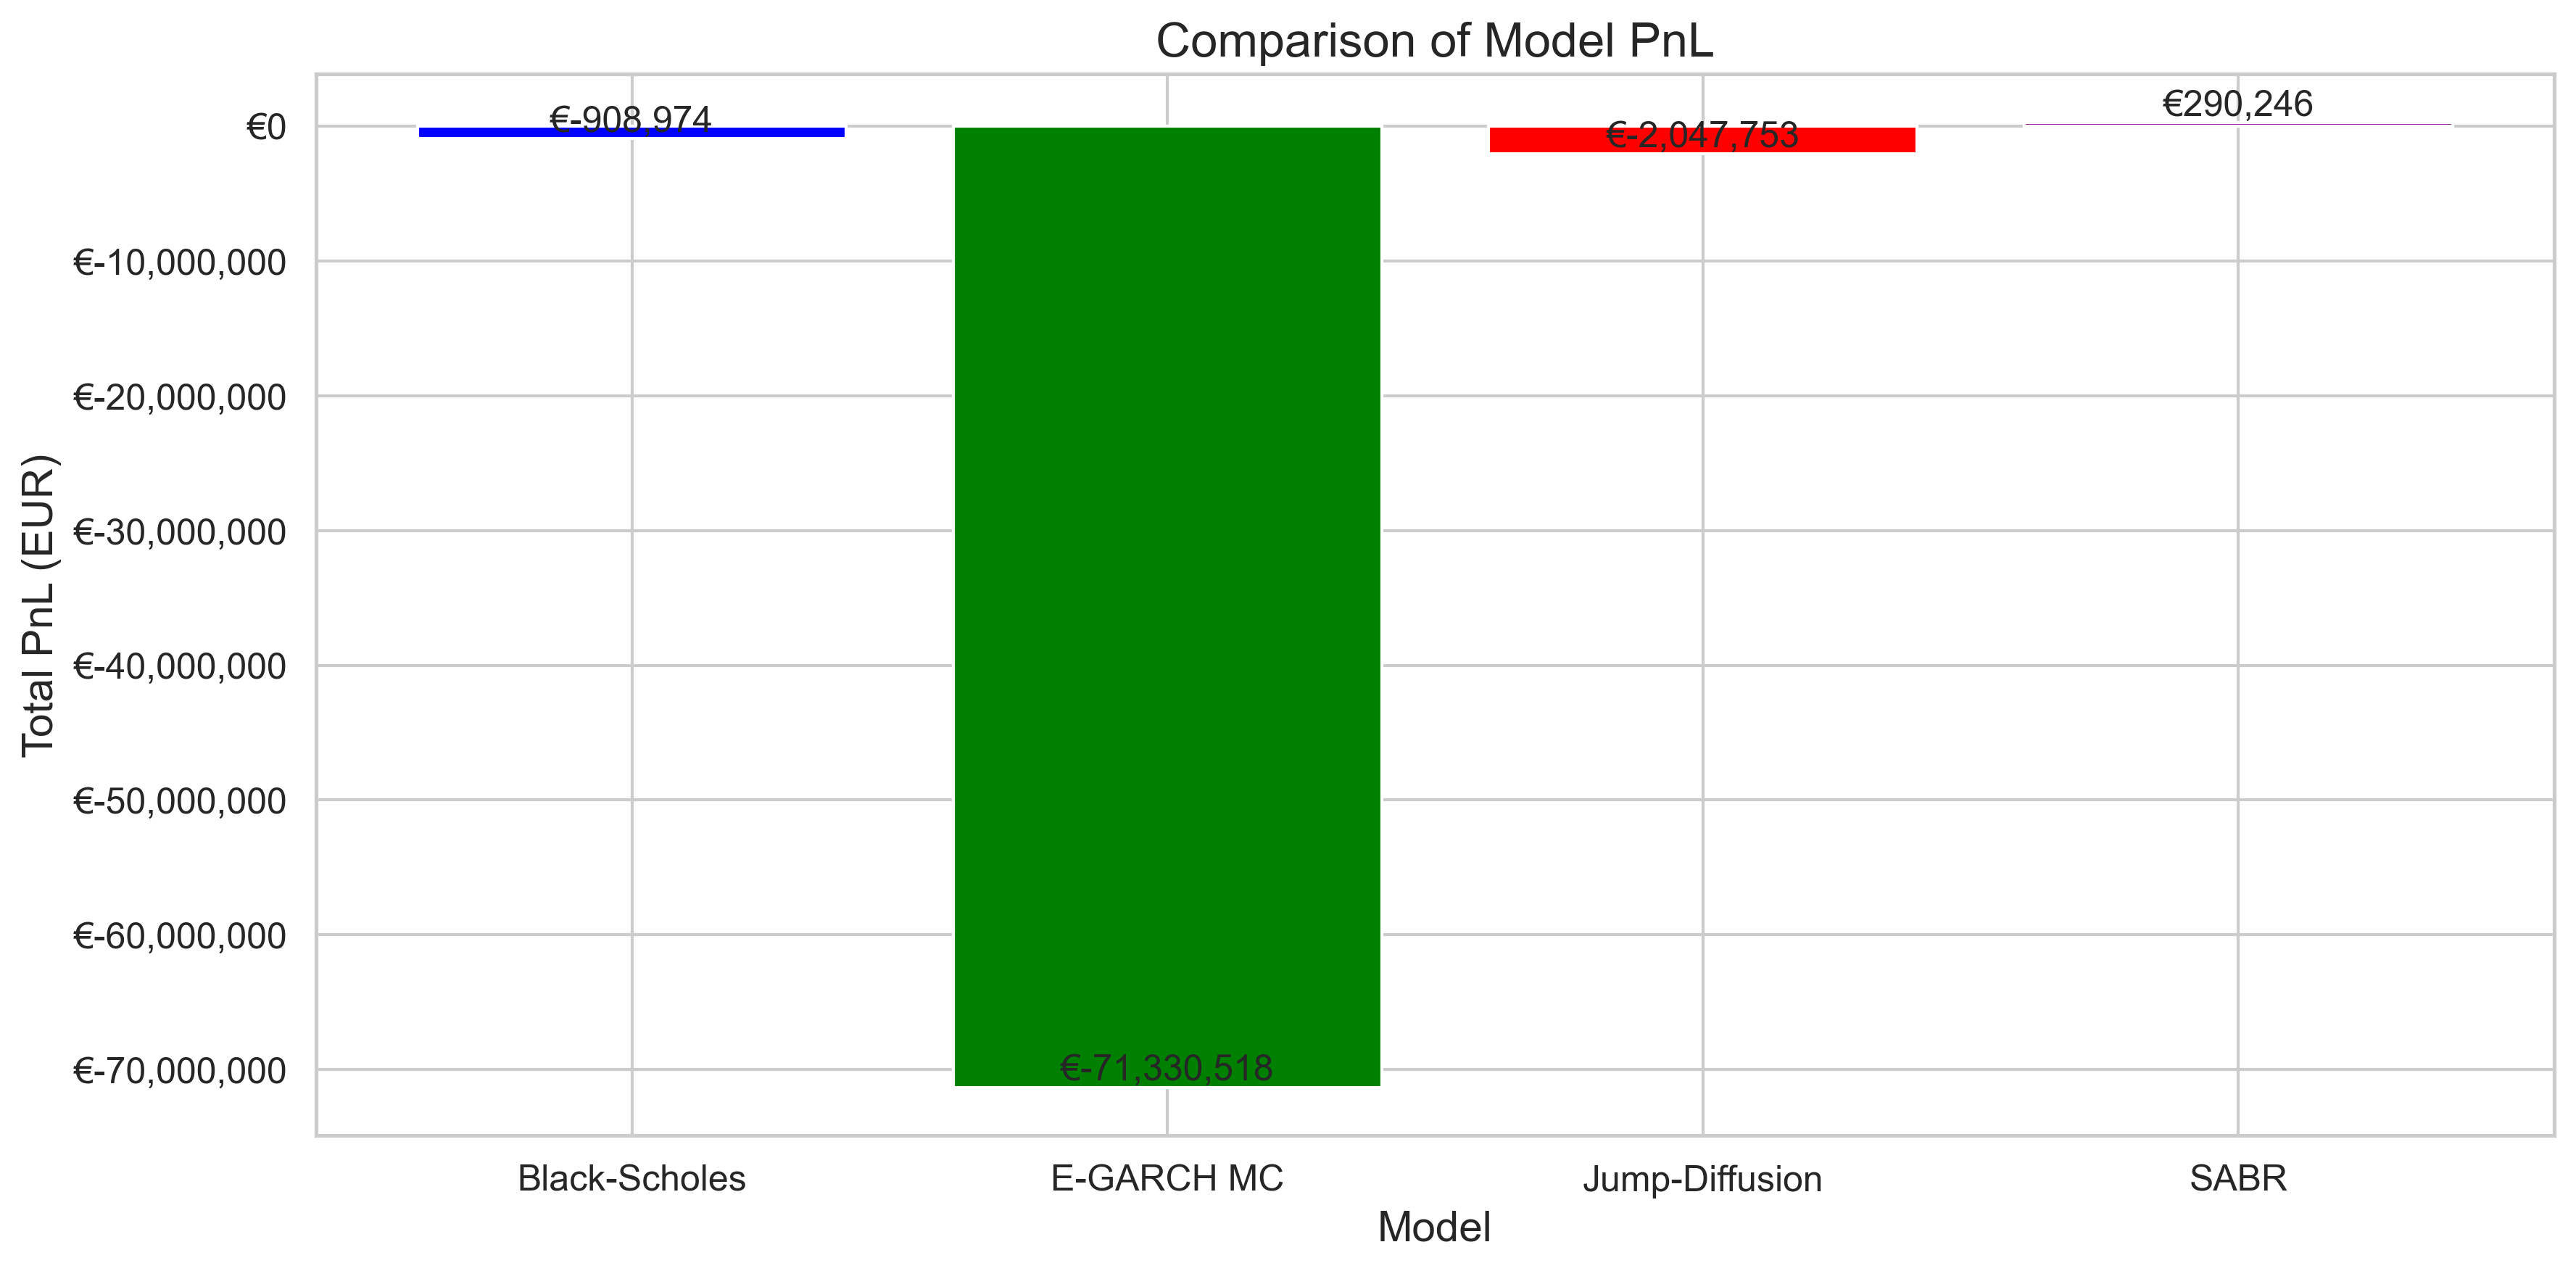 Comparison of Model PnL
Total PnL (EUR)
€0
€-10,000,000
€-20,000,000
€-30,000,000
€-40,000,000
€-50,000,000
€-60,000,000
€-70,000,000
€-908,974
€-71,330,518
€-2,047,753
€290,246
Black-Scholes
E-GARCH MC
Jump-Diffusion
SABR
Model